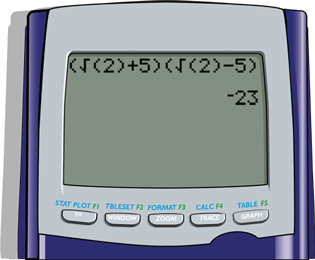 (√(2)+5)(√(2)-5)
-23
STAT PLOT F1 TBLSET F2 FORMAT F3 CALC F4 TABLE F5
Y= WINDOW ZOOM TRACE GRAPH